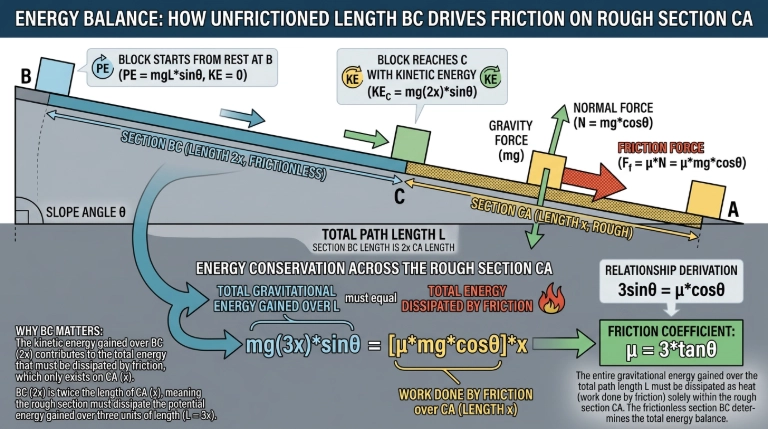 ENERGY BALANCE: HOW UNFRICTIONED LENGTH BC DRIVES FRICTION ON ROUGH SECTION CA
B
PE
BLOCK STARTS FROM REST AT B
(PE = mgL*sinθ, KE = 0)
BLOCK REACHES C
WITH KINETIC ENERGY
KE
KE
(KE_C = mg(2x)*sinθ)
NORMAL FORCE
(N = mg*cosθ)
GRAVITY
FORCE
(mg)
FRICTION FORCE
(F_f = μ*N = μ*mg*cosθ)
SECTION BC (LENGTH 2x, FRICTIONLESS)
C
SECTION CA (LENGTH x, ROUGH)
A
SLOPE ANGLE θ
TOTAL PATH LENGTH L
SECTION BC LENGTH IS 2x CA LENGTH
ENERGY CONSERVATION ACROSS THE ROUGH SECTION CA
TOTAL GRAVITATIONAL
ENERGY GAINED OVER L
must equal
TOTAL ENERGY
DISSIPATED BY FRICTION
mg(3x)*sinθ = [μ*mg*cosθ]*x
WORK DONE BY FRICTION
over CA (LENGTH x)
RELATIONSHIP DERIVATION
3sinθ = μ*cosθ
FRICTION COEFFICIENT:
μ = 3*tanθ
The entire gravitational energy gained over the
total path length L must be dissipated as heat
(work done by friction) solely within the rough
section CA. The frictionless section BC deter-
mines the total energy balance.
WHY BC MATTERS:
The kinetic energy gained over BC
(2x) contributes to the total energy
that must be dissipated by friction,
which only exists on CA (x).
BC (2x) is twice the length of CA (x), meaning
the rough section must dissipate the potential
energy gained over three units of length (L = 3x).